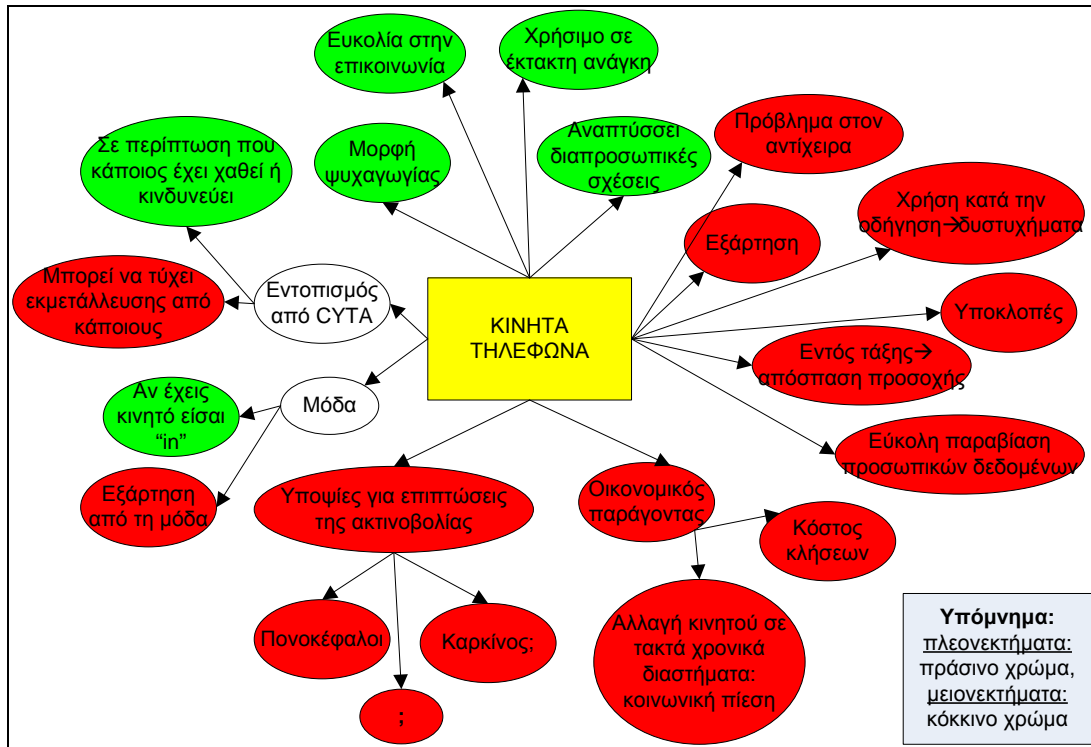 Ευκολία στην
επικοινωνία
Χρήσιμο σε
έκτακτη ανάγκη
Σε περίπτωση που
κάποιος έχει χαθεί ή
κινδυνεύει
Μορφή
ψυχαγωγίας
Αναπτύσσει
διαπροσωπικές
σχέσεις
Πρόβλημα στον
αντίχειρα
Χρήση κατά την
οδήγηση→δυστυχήματα
Εξάρτηση
Μπορεί να τύχει
εκμετάλλευσης από
κάποιους
Εντοπισμός
από CYTA
ΚΙΝΗΤΑ
ΤΗΛΕΦΩΝΑ
Υποκλοπές
Εντός τάξης→
απόσπαση προσοχής
Αν έχεις
κινητό είσαι
“in”
Μόδα
Εύκολη παραβίαση
προσωπικών δεδομένων
Εξάρτηση
από τη μόδα
Υποψίες για επιπτώσεις
της ακτινοβολίας
Οικονομικός
παράγοντας
Κόστος
κλήσεων
Πονοκέφαλοι
Καρκίνος;
;
Αλλαγή κινητού σε
τακτά χρονικά
διαστήματα:
κοινωνική πίεση
Υπόμνημα:
πλεονεκτήματα:
πράσινο χρώμα,
μειονεκτήματα:
κόκκινο χρώμα